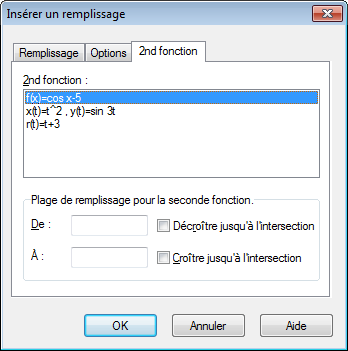 Insérer un remplissage
Remplissage Options 2nd fonction
2nd fonction :
f(x)=cos x-5
x(t)=t^2 , y(t)=sin 3t
r(t)=t+3
Plage de remplissage pour la seconde fonction.
De : Décroître jusqu'à l'intersection
À : Croître jusqu'à l'intersection
OK Annuler Aide